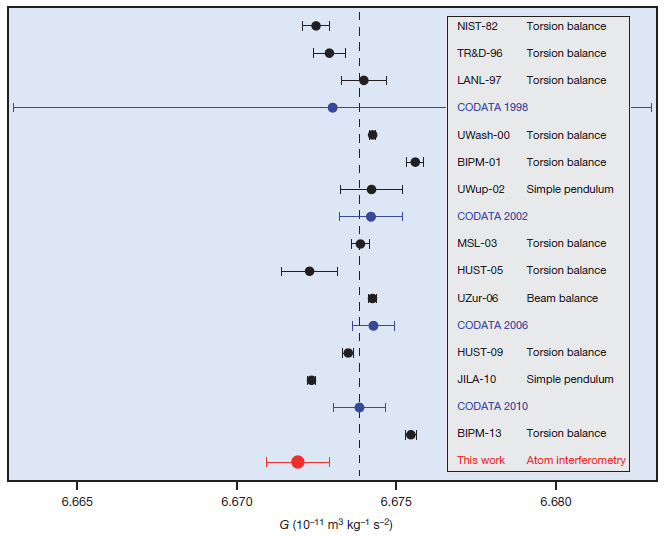 NIST-82 Torsion balance
TR&D-96 Torsion balance
LANL-97 Torsion balance
CODATA 1998
UWash-00 Torsion balance
BIPM-01 Torsion balance
UWup-02 Simple pendulum
CODATA 2002
MSL-03 Torsion balance
HUST-05 Torsion balance
UZur-06 Beam balance
CODATA 2006
HUST-09 Torsion balance
JILA-10 Simple pendulum
CODATA 2010
BIPM-13 Torsion balance
This work Atom interferometry
6.665 6.670 6.675 6.680
G (10⁻¹¹ m³ kg⁻¹ s⁻²)